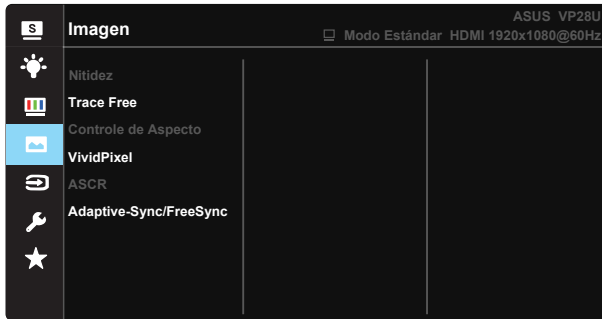 S
Imagen
ASUS VP28U
Modo Estándar HDMI 1920x1080@60Hz
Nitidez
Trace Free
Controle de Aspecto
VividPixel
ASCR
Adaptive-Sync/FreeSync